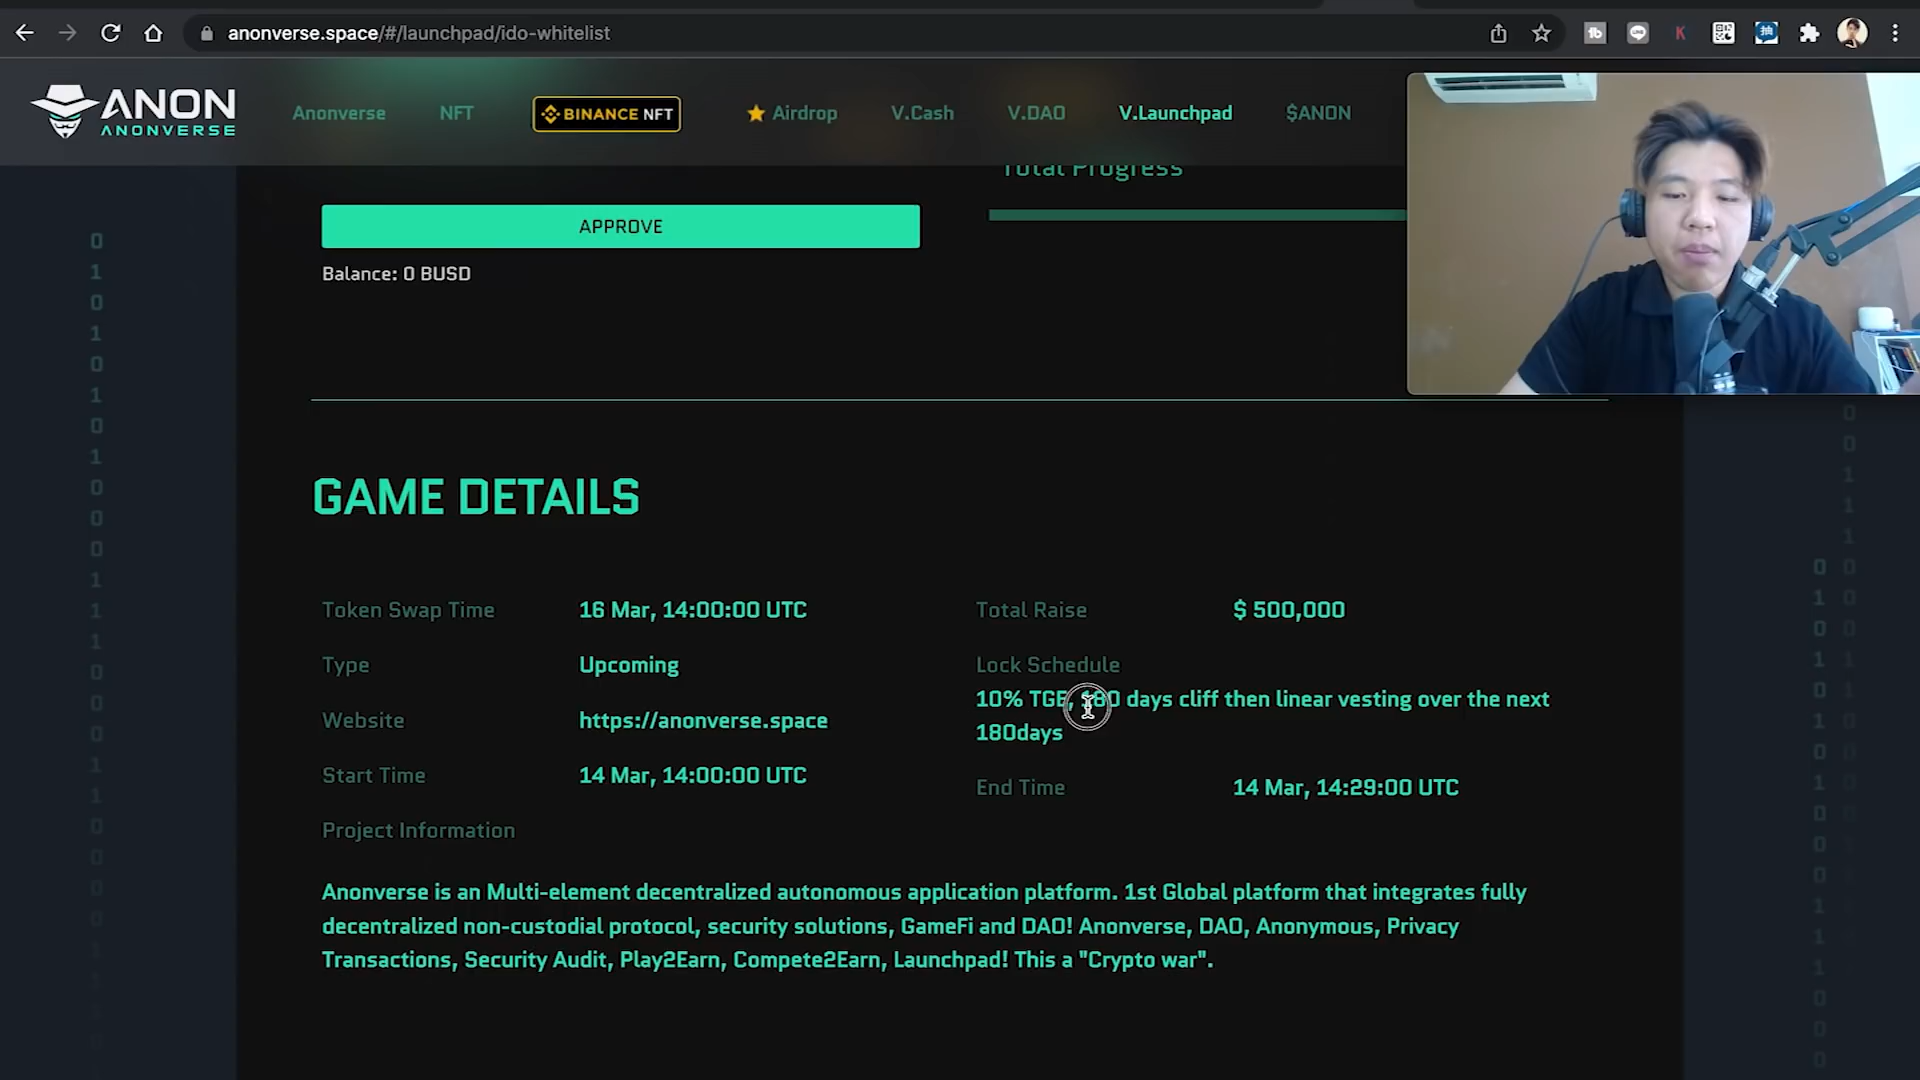 anonverse.space/#/launchpad/ido-whitelist
ANON
ANONVERSE
Anonverse
NFT
BINANCE NFT
Airdrop
V.Cash
V.DAO
V.Launchpad
$ANON
Total Progress
APPROVE
Balance: 0 BUSD
GAME DETAILS
Token Swap Time
16 Mar, 14:00:00 UTC
Total Raise
$ 500,000
Type
Upcoming
Lock Schedule
10% TGE, 180 days cliff then linear vesting over the next
180days
Website
https://anonverse.space
Start Time
14 Mar, 14:00:00 UTC
End Time
14 Mar, 14:29:00 UTC
Project Information
Anonverse is an Multi-element decentralized autonomous application platform. 1st Global platform that integrates fully
decentralized non-custodial protocol, security solutions, GameFi and DAO! Anonverse, DAO, Anonymous, Privacy
Transactions, Security Audit, Play2Earn, Compete2Earn, Launchpad! This a "Crypto war".